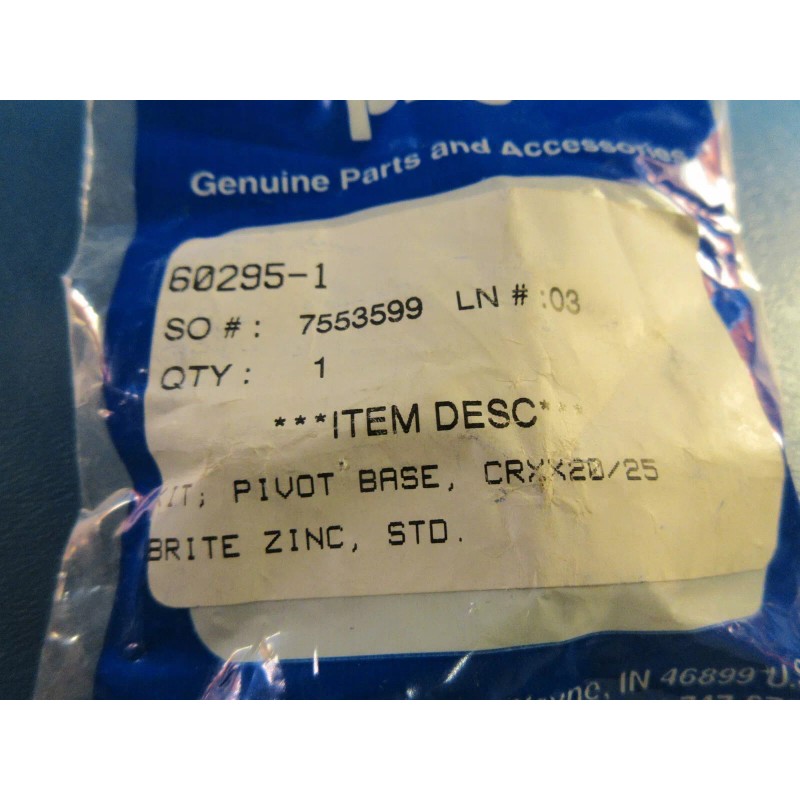 Genuine Parts and Accessories
60295-1
SO #: 7553599 LN #:03
QTY: 1
***ITEM DESC***
KIT; PIVOT BASE, CRXX20/25
BRITE ZINC, STD.
IN 46899 U.S